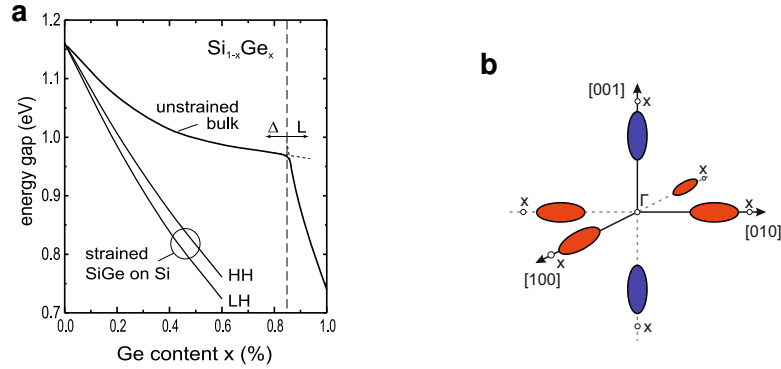 a
Si1-xGex
unstrained
bulk
Δ L
strained
SiGe on Si
HH
LH
energy gap (eV)
1.2
1.1
1.0
0.9
0.8
0.7
0.0 0.2 0.4 0.6 0.8 1.0
Ge content x (%)
b
[001]
x
x
Γ
x
x
[010]
x
[100]
x